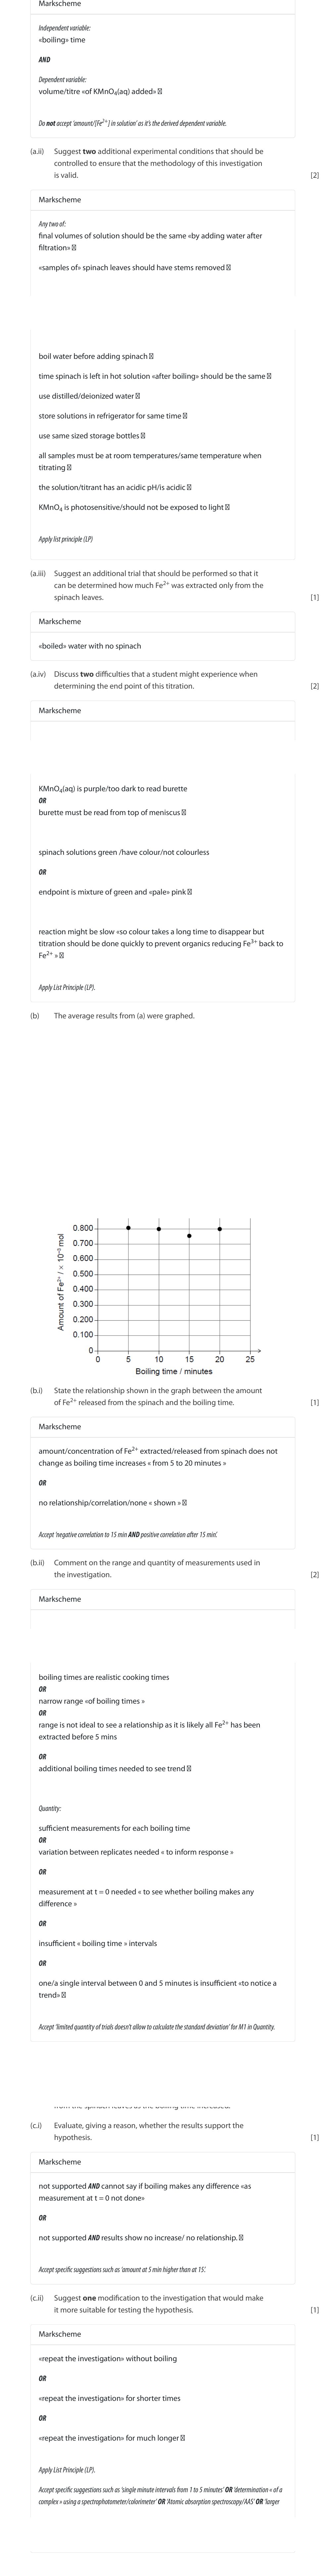 Markscheme
Independent variable:
«boiling» time
AND
Dependent variable:
volume/titre «of KMnO4(aq) added» 
Do not accept 'amount/[Fe2+] in solution' as it's the derived dependent variable.
(a.ii) Suggest two additional experimental conditions that should be
controlled to ensure that the methodology of this investigation
is valid. [2]
Markscheme
Any two of:
final volumes of solution should be the same «by adding water after
filtration» 
«samples of» spinach leaves should have stems removed 
boil water before adding spinach 
time spinach is left in hot solution «after boiling» should be the same 
use distilled/deionized water 
store solutions in refrigerator for same time 
use same sized storage bottles 
all samples must be at room temperatures/same temperature when
titrating 
the solution/titrant has an acidic pH/is acidic 
KMnO4 is photosensitive/should not be exposed to light 
Apply list principle (LP)
(a.iii) Suggest an additional trial that should be performed so that it
can be determined how much Fe2+ was extracted only from the
spinach leaves. [1]
Markscheme
«boiled» water with no spinach
(a.iv) Discuss two difficulties that a student might experience when
determining the end point of this titration. [2]
Markscheme
KMnO4(aq) is purple/too dark to read burette
OR
burette must be read from top of meniscus 
spinach solutions green /have colour/not colourless
OR
endpoint is mixture of green and «pale» pink 
reaction might be slow «so colour takes a long time to disappear but
titration should be done quickly to prevent organics reducing Fe3+ back to
Fe2+ » 
Apply List Principle (LP).
(b) The average results from (a) were graphed.
Amount of Fe2+ / × 10−5 mol
0.800
0.700
0.600
0.500
0.400
0.300
0.200
0.100
0
0 5 10 15 20 25
Boiling time / minutes
(b.i) State the relationship shown in the graph between the amount
of Fe2+ released from the spinach and the boiling time. [1]
Markscheme
amount/concentration of Fe2+ extracted/released from spinach does not
change as boiling time increases « from 5 to 20 minutes »
OR
no relationship/correlation/none « shown » 
Accept 'negative correlation to 15 min AND positive correlation after 15 min'.
(b.ii) Comment on the range and quantity of measurements used in
the investigation. [2]
Markscheme
boiling times are realistic cooking times
OR
narrow range «of boiling times »
OR
range is not ideal to see a relationship as it is likely all Fe2+ has been
extracted before 5 mins
OR
additional boiling times needed to see trend 
Quantity:
sufficient measurements for each boiling time
OR
variation between replicates needed « to inform response »
OR
measurement at t = 0 needed « to see whether boiling makes any
difference »
OR
insufficient « boiling time » intervals
OR
one/a single interval between 0 and 5 minutes is insufficient «to notice a
trend» 
Accept 'limited quantity of trials doesn't allow to calculate the standard deviation' for M1 in Quantity.
from the spinach leaves as the boiling time increased.
(c.i) Evaluate, giving a reason, whether the results support the
hypothesis. [1]
Markscheme
not supported AND cannot say if boiling makes any difference «as
measurement at t = 0 not done»
OR
not supported AND results show no increase/ no relationship. 
Accept specific suggestions such as 'amount at 5 min higher than at 15'.
(c.ii) Suggest one modification to the investigation that would make
it more suitable for testing the hypothesis. [1]
Markscheme
«repeat the investigation» without boiling
OR
«repeat the investigation» for shorter times
OR
«repeat the investigation» for much longer 
Apply List Principle (LP).
Accept specific suggestions such as 'single minute intervals from 1 to 5 minutes' OR 'determination « of a
complex » using a spectrophotometer/colorimeter' OR 'Atomic absorption spectroscopy/AAS' OR 'larger